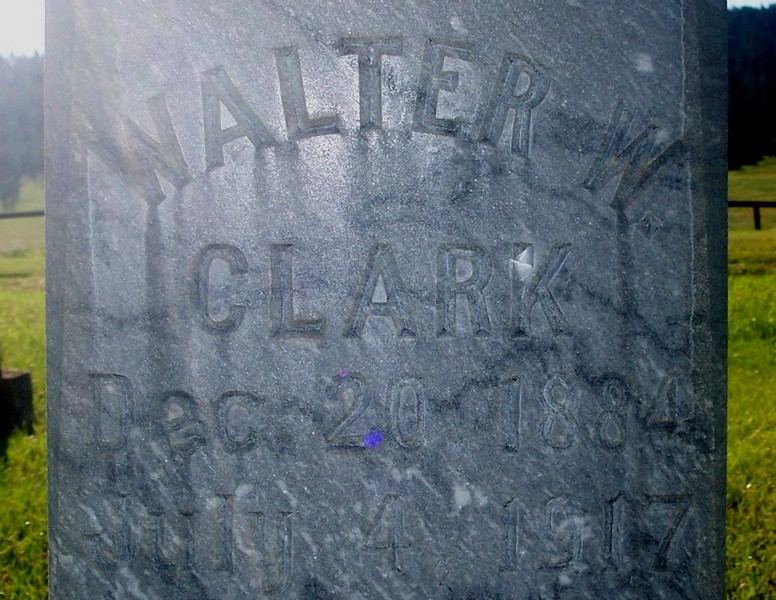 WALTER W.
CLARK
Dec. 20 1884
July 4, 1917